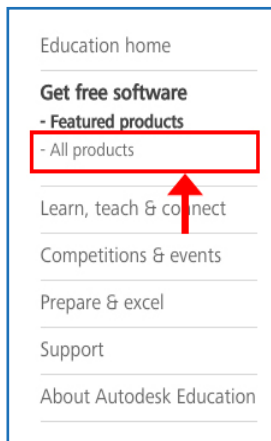 Education home
Get free software
- Featured products
- All products
Learn, teach & connect
Competitions & events
Prepare & excel
Support
About Autodesk Education